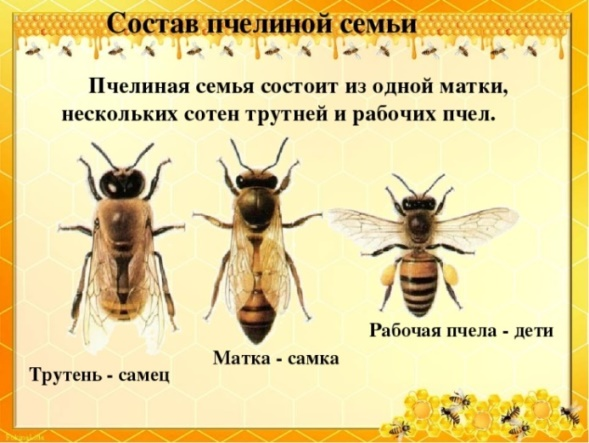 Состав пчелиной семьи
Пчелиная семья состоит из одной матки,
нескольких сотен трутней и рабочих пчел.
Рабочая пчела - дети
Матка - самка
Трутень - самец